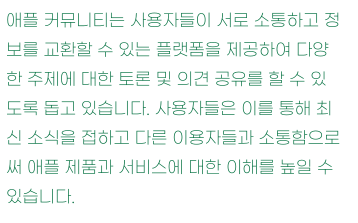 애플 커뮤니티는 사용자들이 서로 소통하고 정
보를 교환할 수 있는 플랫폼을 제공하여 다양
한 주제에 대한 토론 및 의견 공유를 할 수 있
도록 돕고 있습니다. 사용자들은 이를 통해 최
신 소식을 접하고 다른 이용자들과 소통함으로
써 애플 제품과 서비스에 대한 이해를 높일 수
있습니다.